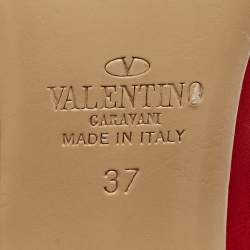 VALENTINO
GARAVANI
MADE IN ITALY
37